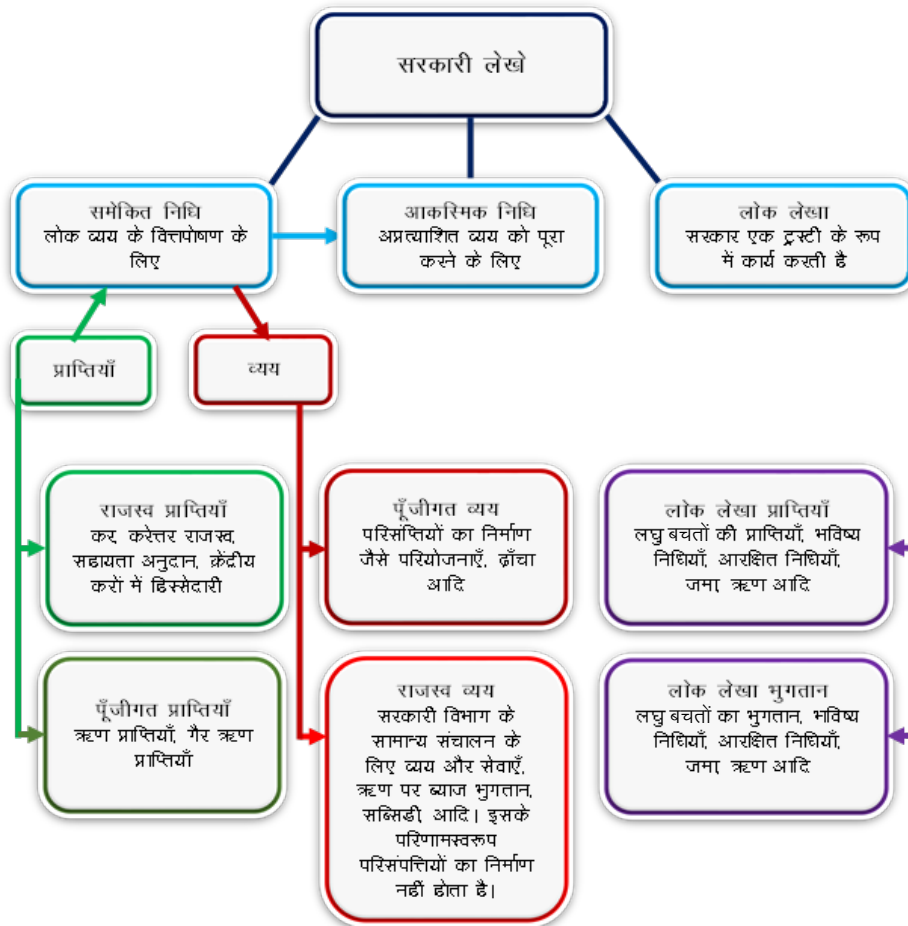 सरकारी लेखे
समेकित निधि
लोक व्यय के वित्तपोषण के
लिए
आकस्मिक निधि
अप्रत्याशित व्यय को पूरा
करने के लिए
लोक लेखा
सरकार एक ट्रस्टी के रूप
में कार्य करती है
प्राप्तियाँ
व्यय
राजस्व प्राप्तियाँ
कर, करेत्तर राजस्व,
सहायता अनुदान, केंद्रीय
करों में हिस्सेदारी
पूँजीगत व्यय
परिसंप्तियों का निर्माण
जैसे परियोजनाएँ, ढ़ाँचा
आदि
लोक लेखा प्राप्तियाँ
लघु बचतों की प्राप्तियाँ, भविष्य
निधियाँ, आरक्षित निधियाँ,
जमा, ऋण आदि
पूँजीगत प्राप्तियाँ
ऋण प्राप्तियाँ, गैर ऋण
प्राप्तियाँ
राजस्व व्यय
सरकारी विभाग के
सामान्य संचालन के
लिए व्यय और सेवाएँ,
ऋण पर ब्याज भुगतान,
सब्सिडी, आदि। इसके
परिणामस्वरूप
परिसंपत्तियों का निर्माण
नहीं होता है।
लोक लेखा भुगतान
लघु बचतों का भुगतान, भविष्य
निधियाँ, आरक्षित निधियाँ,
जमा, ऋण आदि